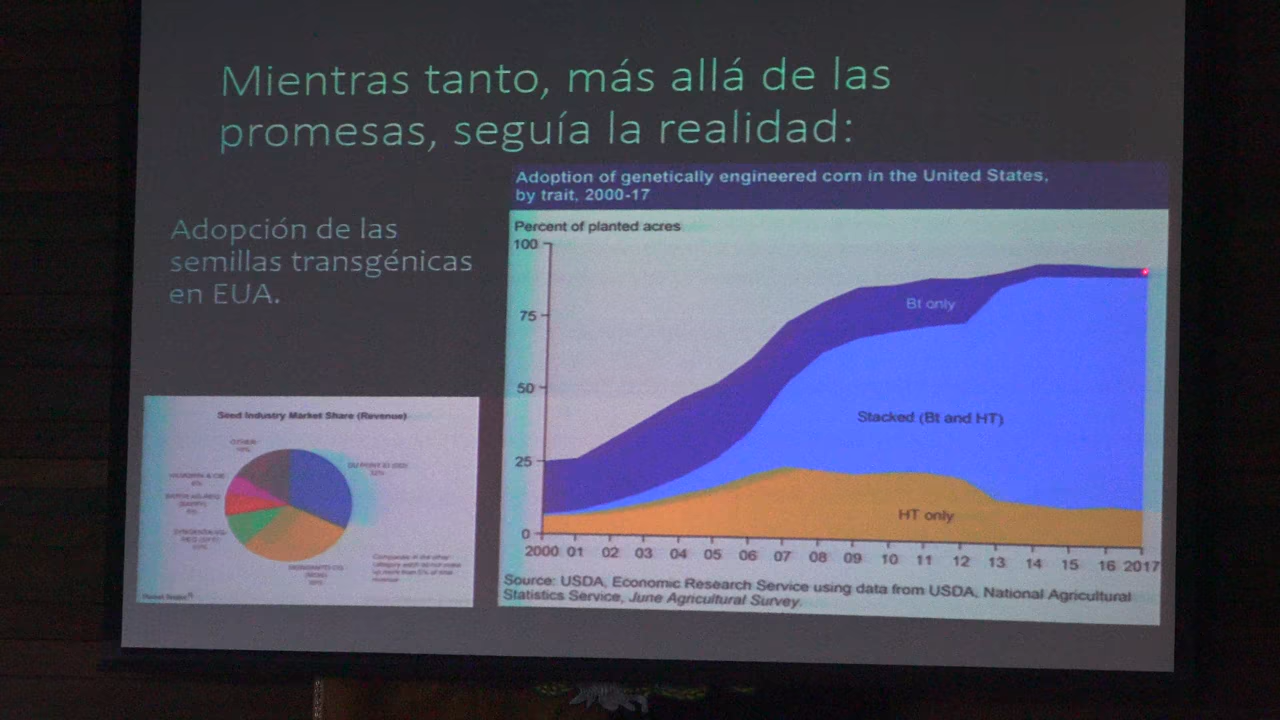 Mientras tanto, más allá de las
promesas, seguía la realidad:
Adopción de las
semillas transgénicas
en EUA.
Adoption of genetically engineered corn in the United States,
by trait, 2000-17
Percent of planted acres
100
75
50
25
0
Bt only
Stacked (Bt and HT)
HT only
2000 01 02 03 04 05 06 07 08 09 10 11 12 13 14 15 16 2017
Source: USDA, Economic Research Service using data from USDA, National Agricultural
Statistics Service, June Agricultural Survey.
Seed Industry Market Share (Revenue)
OTHER